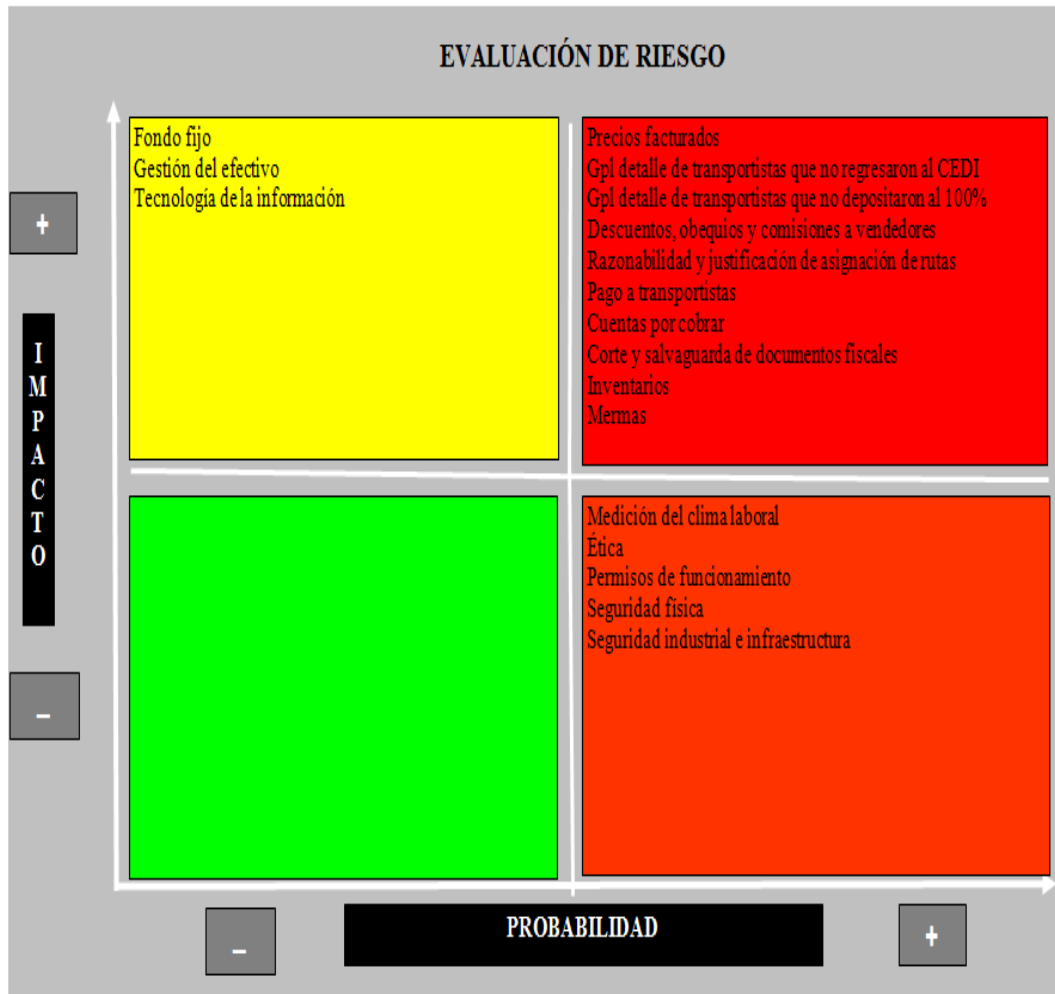 EVALUACIÓN DE RIESGO
Fondo fijo
Gestión del efectivo
Tecnología de la información
Precios facturados
Gpl detalle de transportistas que no regresaron al CEDI
Gpl detalle de transportistas que no depositaron al 100%
Descuentos, obequios y comisiones a vendedores
Razonabilidad y justificación de asignación de rutas
Pago a transportistas
Cuentas por cobrar
Corte y salvaguarda de documentos fiscales
Inventarios
Mermas
+
I
M
P
A
C
T
O
–
Medición del clima laboral
Ética
Permisos de funcionamiento
Seguridad física
Seguridad industrial e infraestructura
–
PROBABILIDAD
+